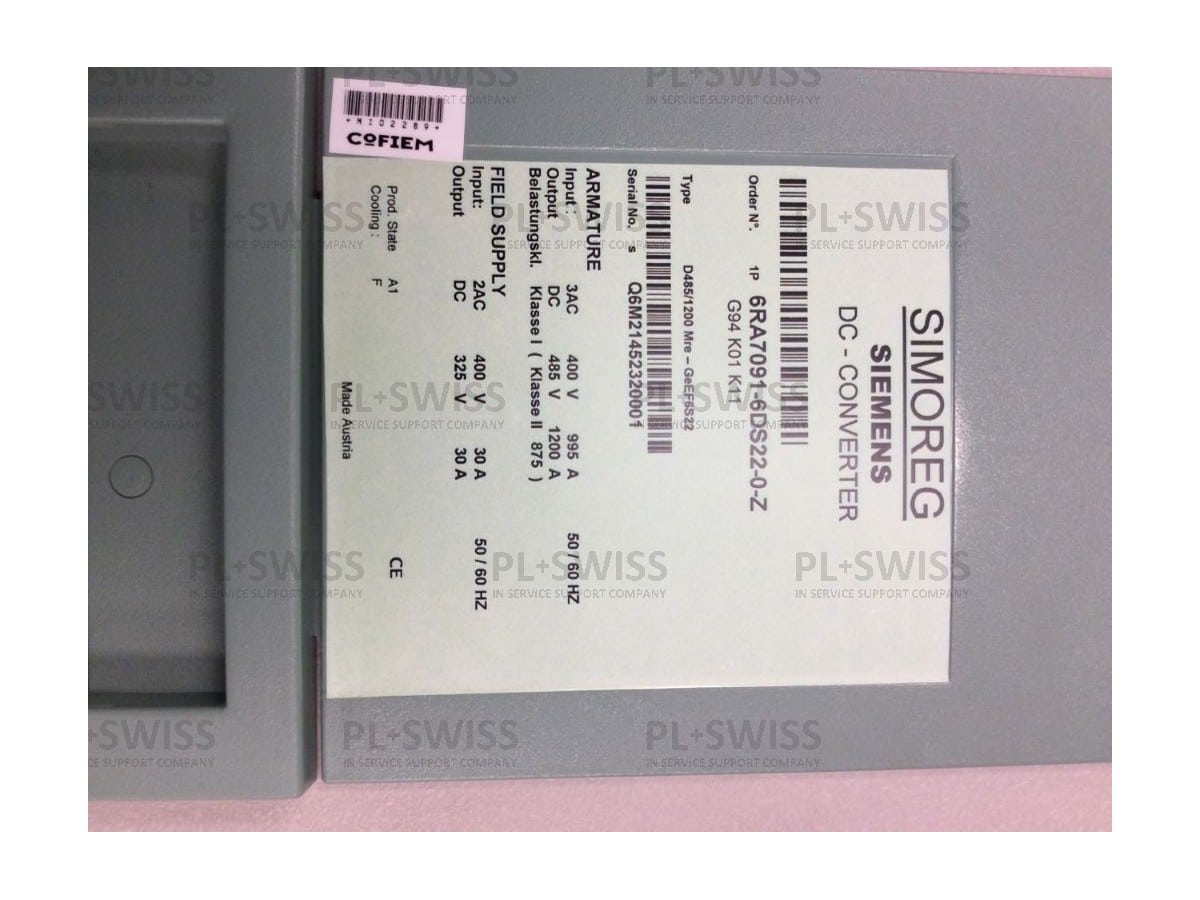 *NI02289*
COFIEM
SIMOREG
SIEMENS
DC - CONVERTER
Order N°. 1P 6RA7091-6DS22-0-Z
G94 K01 K11
Type D485/1200 Mre – GeEF6S22
Serial No. s Q6M21452320001
ARMATURE
Input : 3AC 400 V 995 A 50 / 60 HZ
Output DC 485 V 1200 A
Belastungskl. Klasse I ( Klasse II 875 )
FIELD SUPPLY
Input: 2AC 400 V 30 A 50 / 60 HZ
Output DC 325 V 30 A
Prod. State A1 CE
Cooling : F
Made Austria
PL+SWISS
IN SERVICE SUPPORT COMPANY